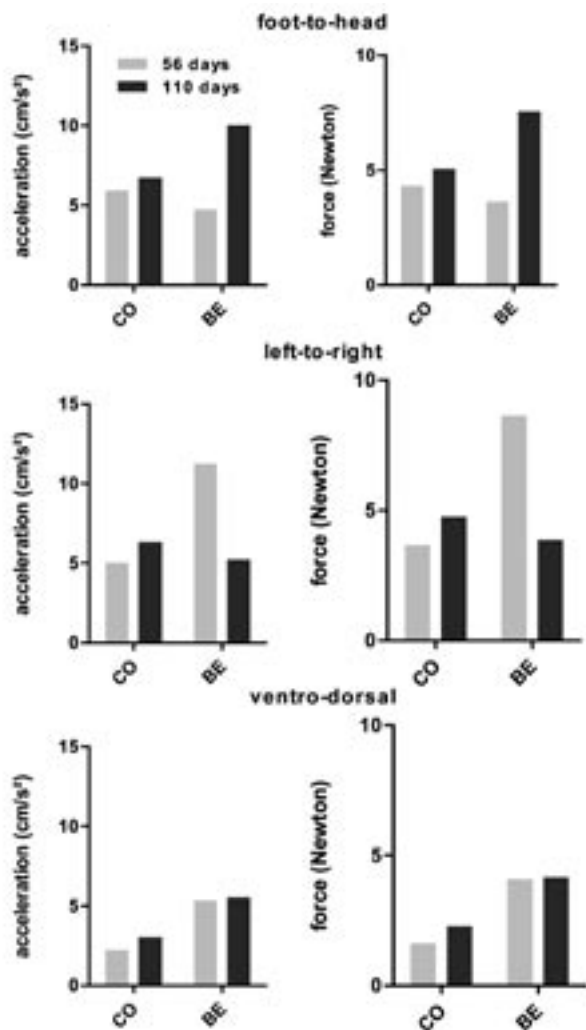 foot-to-head
acceleration (cm/s²)
15
10
5
0
56 days
110 days
CO
BE
force (Newton)
10
5
0
CO
BE
left-to-right
acceleration (cm/s²)
15
10
5
0
CO
BE
force (Newton)
10
5
0
CO
BE
ventro-dorsal
acceleration (cm/s²)
15
10
5
0
CO
BE
force (Newton)
10
5
0
CO
BE